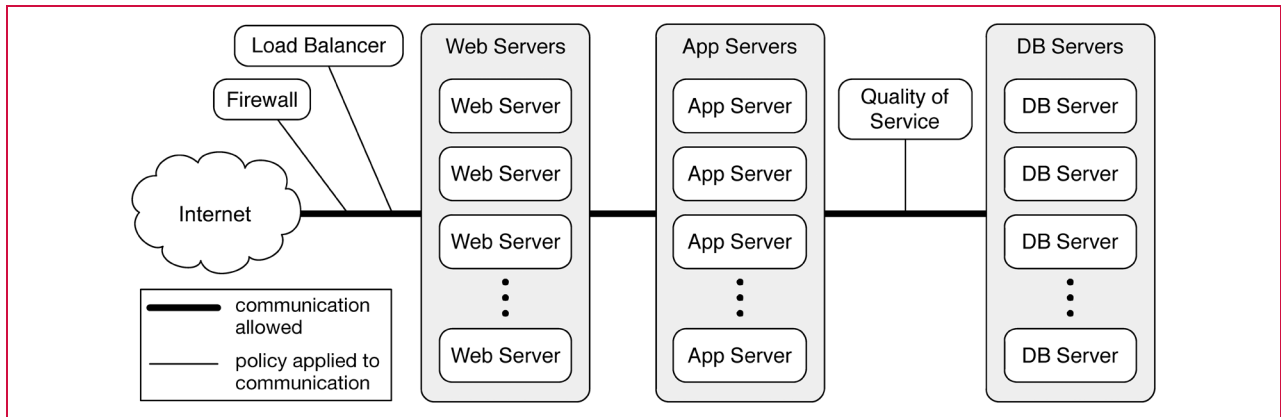 Load Balancer
Firewall
Internet
Web Servers
Web Server
Web Server
Web Server
Web Server
App Servers
App Server
App Server
App Server
App Server
Quality of
Service
DB Servers
DB Server
DB Server
DB Server
DB Server
communication
allowed
policy applied to
communication